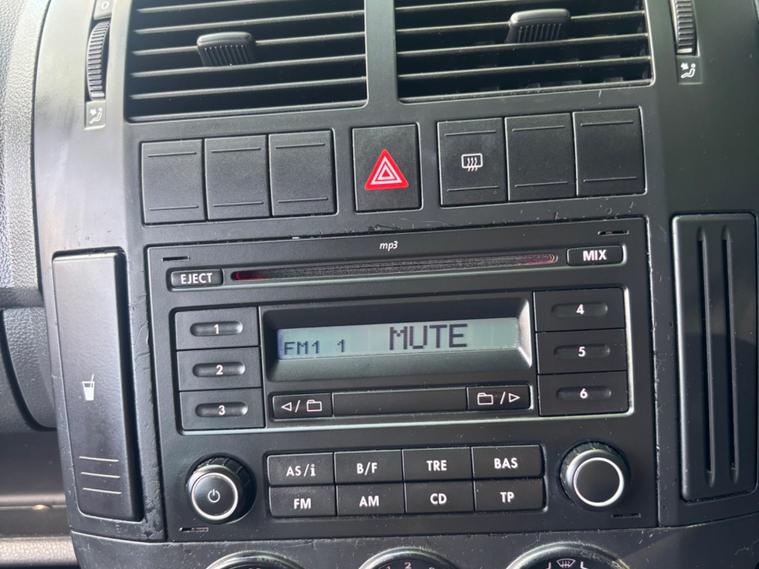 O
mp3
EJECT
MIX
1
2
3
FM1 1 MUTE
4
5
6
AS/i
B/F
TRE
BAS
FM
AM
CD
TP
2